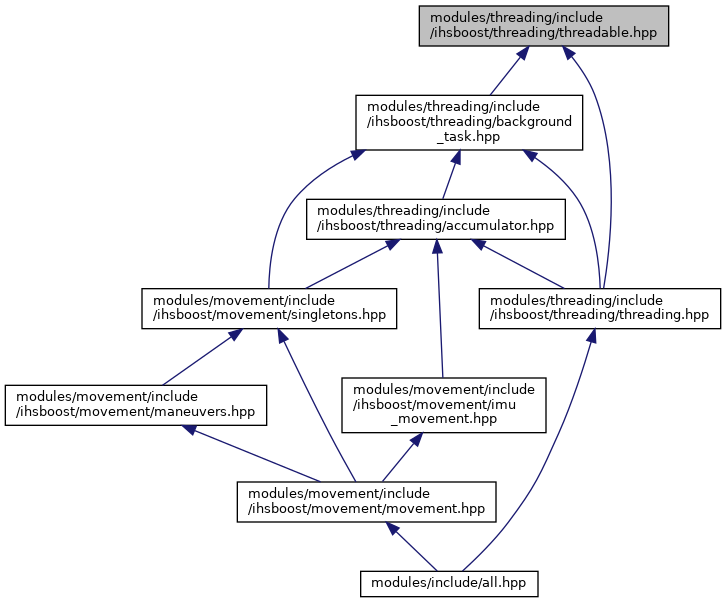 modules/threading/include
/ihsboost/threading/threadable.hpp
modules/threading/include
/ihsboost/threading/background
_task.hpp
modules/threading/include
/ihsboost/threading/accumulator.hpp
modules/movement/include
/ihsboost/movement/singletons.hpp
modules/threading/include
/ihsboost/threading/threading.hpp
modules/movement/include
/ihsboost/movement/maneuvers.hpp
modules/movement/include
/ihsboost/movement/imu
_movement.hpp
modules/movement/include
/ihsboost/movement/movement.hpp
modules/include/all.hpp